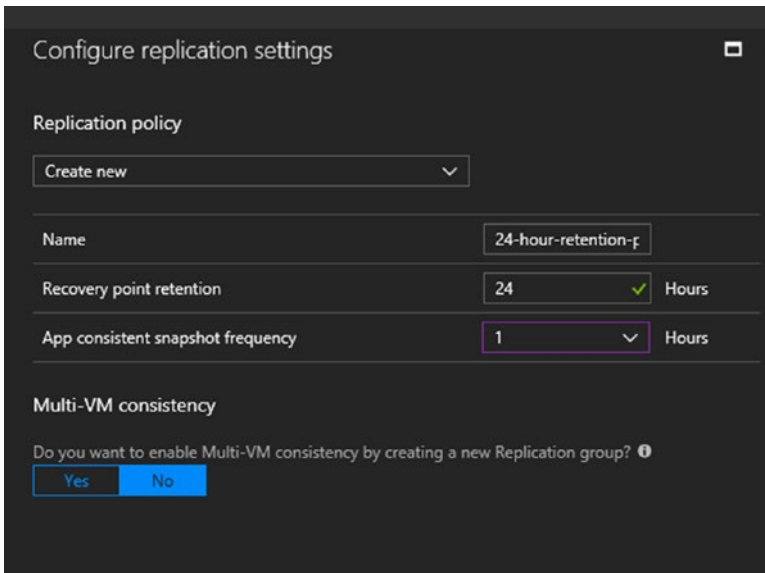 Configure replication settings
Replication policy
Create new
Name 24-hour-retention-p
Recovery point retention 24 Hours
App consistent snapshot frequency 1 Hours
Multi-VM consistency
Do you want to enable Multi-VM consistency by creating a new Replication group?
Yes No